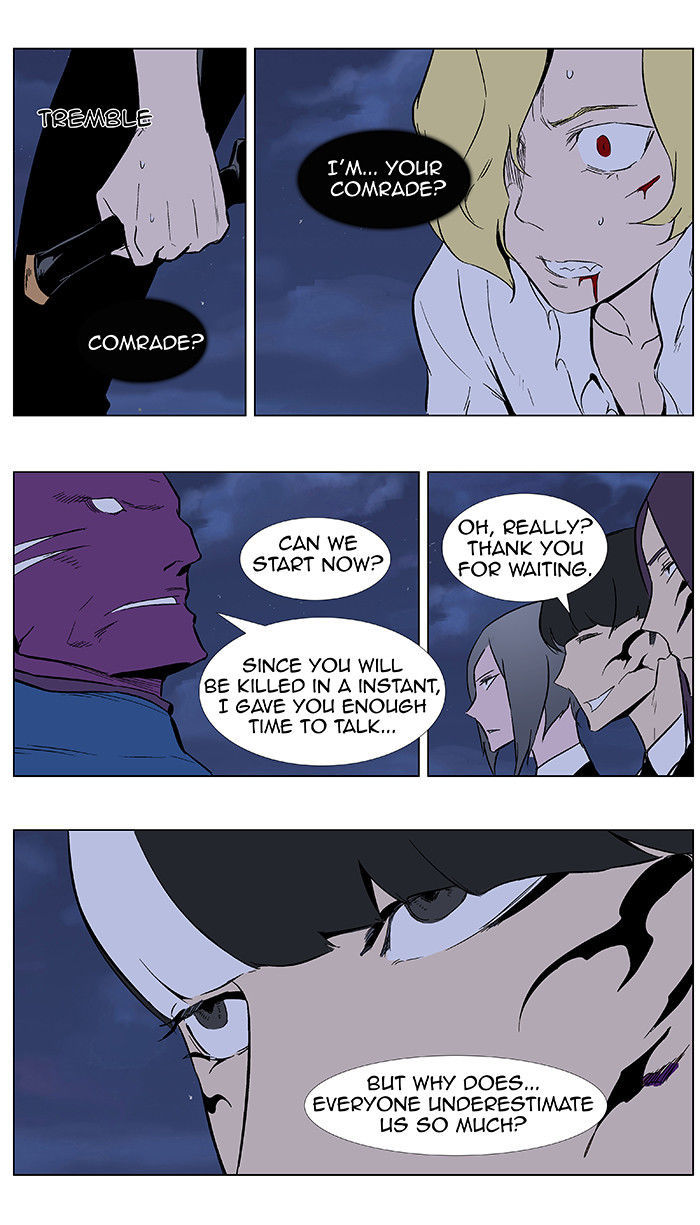 TREMBLE
COMRADE?
I'M... YOUR
COMRADE?
CAN WE
START NOW?
SINCE YOU WILL
BE KILLED IN A INSTANT,
I GAVE YOU ENOUGH
TIME TO TALK...
OH, REALLY?
THANK YOU
FOR WAITING.
BUT WHY DOES...
EVERYONE UNDERESTIMATE
US SO MUCH?